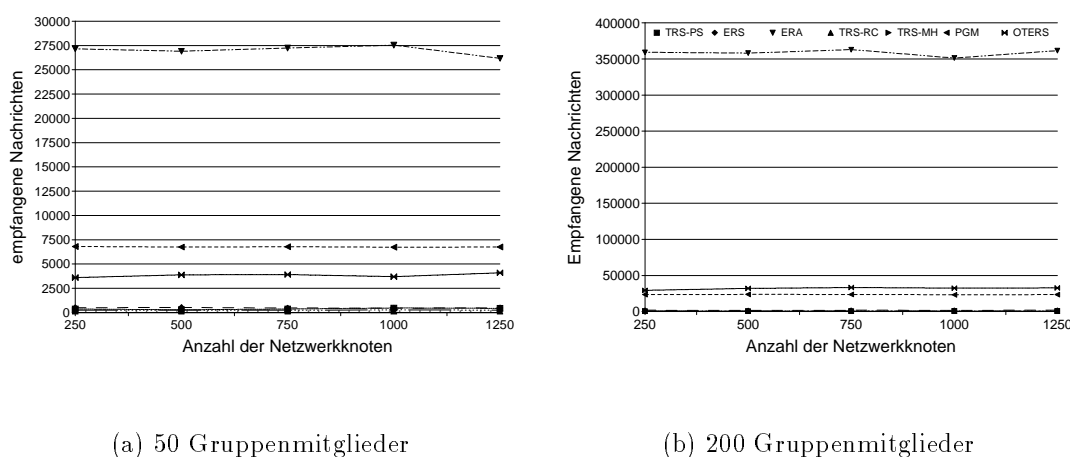 30000
27500
25000
22500
20000
17500
15000
12500
10000
7500
5000
2500
0
250 500 750 1000 1250
empfangene Nachrichten
Anzahl der Netzwerkknoten
(a) 50 Gruppenmitglieder
400000
350000
300000
250000
200000
150000
100000
50000
0
TRS-PS ERS ERA TRS-RC TRS-MH PGM OTERS
250 500 750 1000 1250
Empfangene Nachrichten
Anzahl der Netzwerkknoten
(b) 200 Gruppenmitglieder